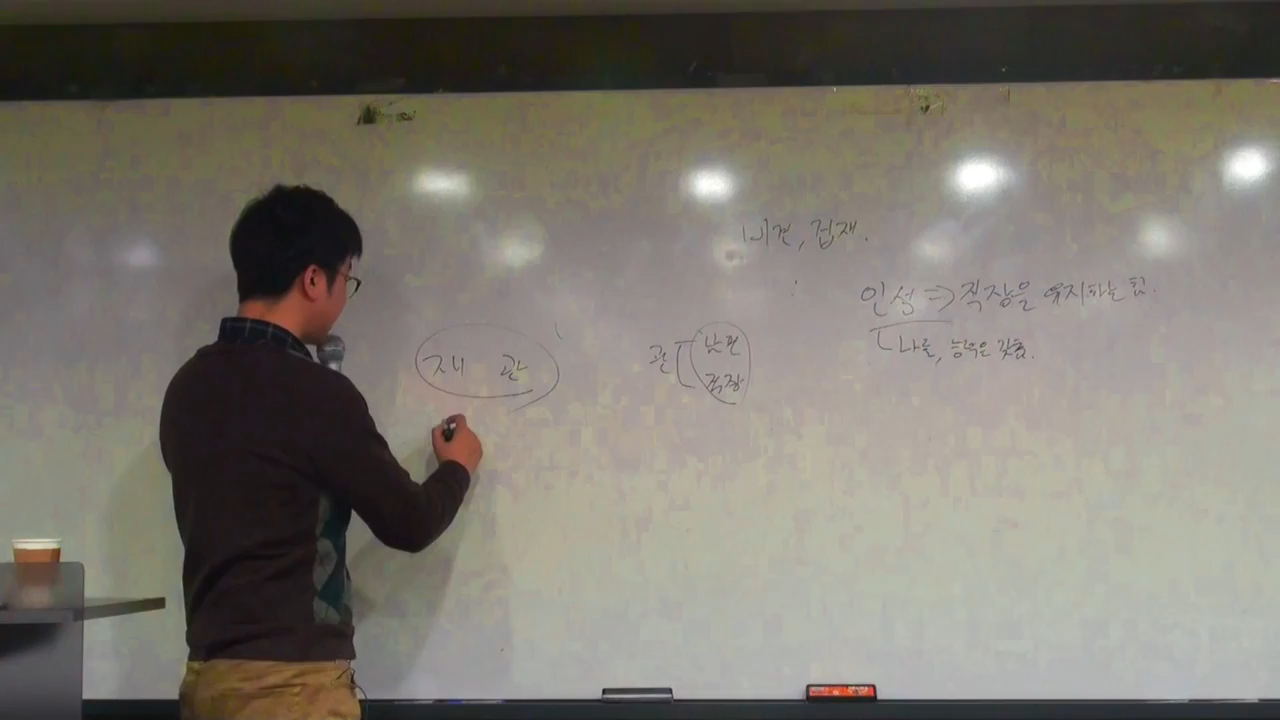 비견, 겁재.
인성 => 직장을 유지하는 힘.
나를, 능력을 갖춤.
재 관
관 [남편
직장